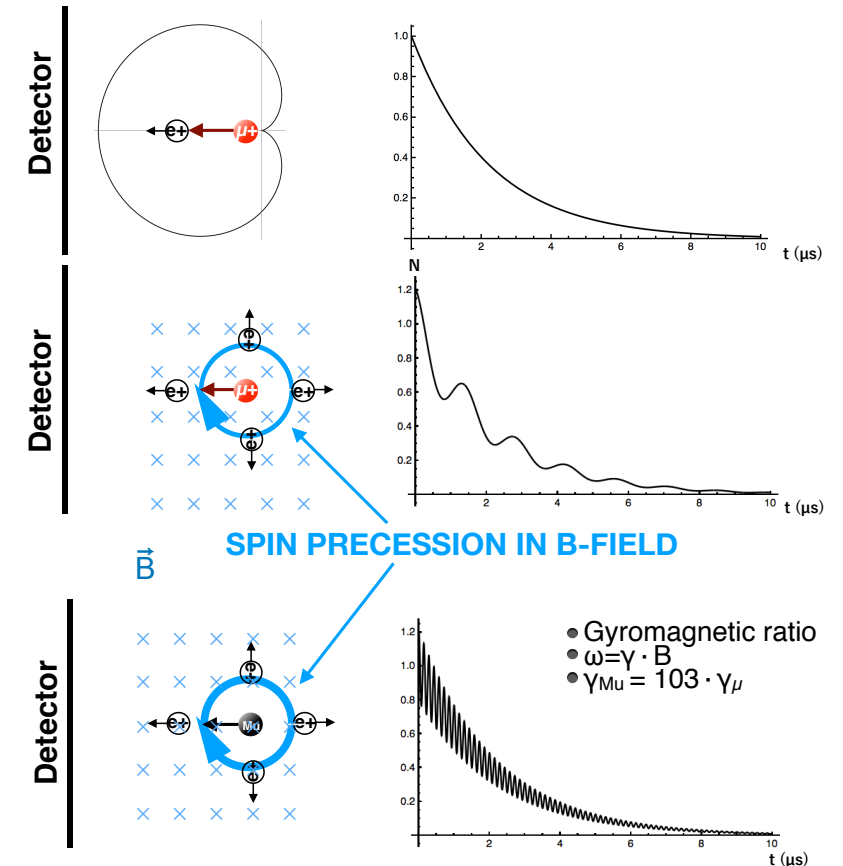 Detector
e+
μ+
1.0
0.8
0.6
0.4
0.2
2 4 6 8 10
t (μs)
Detector
e+
e+
μ+
e+
e+
N
1.2
1.0
0.8
0.6
0.4
0.2
2 4 6 8 10
t (μs)
SPIN PRECESSION IN B-FIELD
B⃗
Detector
e+
e+
Mu
e+
e+
1.2
1.0
0.8
0.6
0.4
0.2
2 4 6 8 10
t (μs)
● Gyromagnetic ratio
● ω=γ · B
● γMu = 103 · γμ